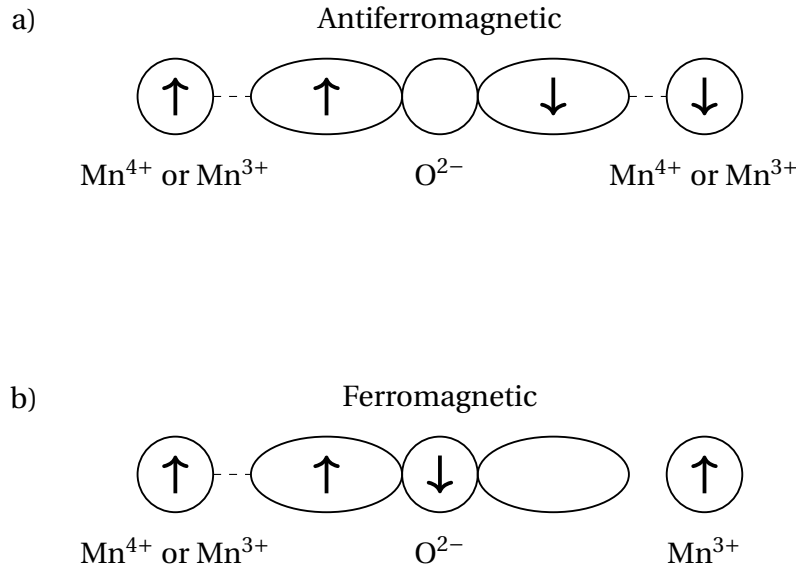 a)
Antiferromagnetic
Mn⁴⁺ or Mn³⁺
O²⁻
Mn⁴⁺ or Mn³⁺
b)
Ferromagnetic
Mn⁴⁺ or Mn³⁺
O²⁻
Mn³⁺